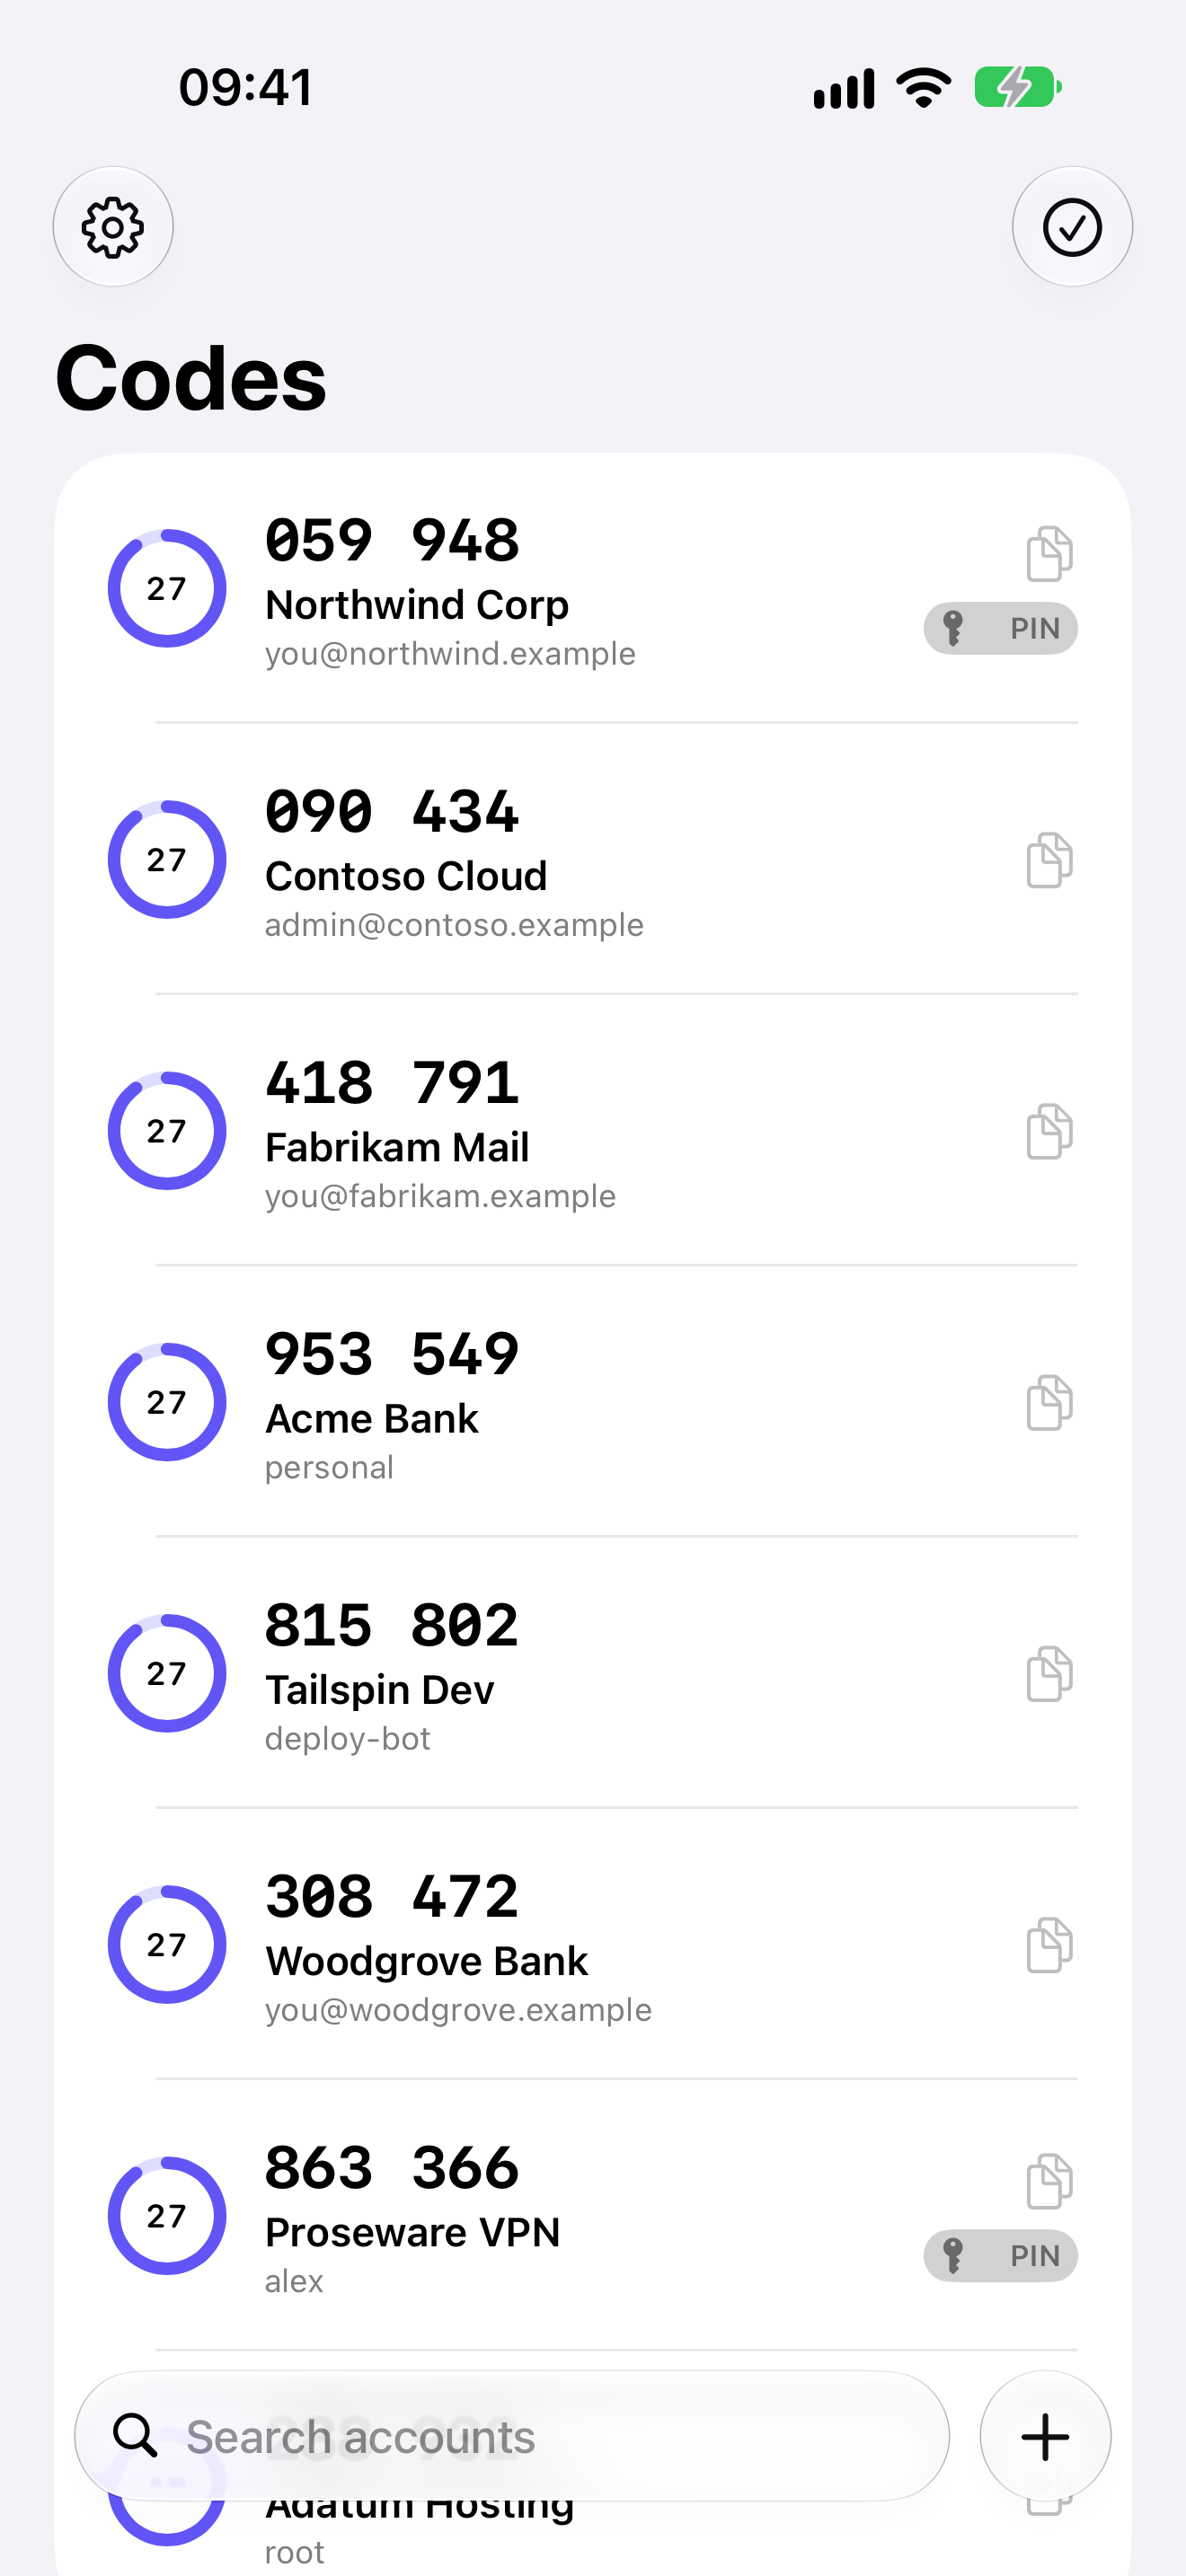 09:41
Codes
27
059 948
Northwind Corp
you@northwind.example
PIN
27
090 434
Contoso Cloud
admin@contoso.example
27
418 791
Fabrikam Mail
you@fabrikam.example
27
953 549
Acme Bank
personal
27
815 802
Tailspin Dev
deploy-bot
27
308 472
Woodgrove Bank
you@woodgrove.example
27
863 366
Proseware VPN
alex
PIN
Search accounts
Adatum Hosting
root